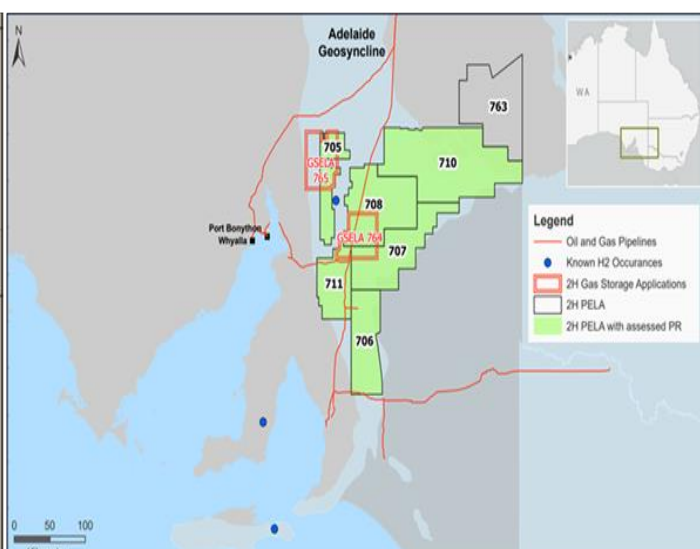 N
Adelaide
Geosyncline
WA
763
705
GSELA
765
710
708
GSELA 764
707
Port Bonython
Whyalla
711
706
Legend
Oil and Gas Pipelines
Known H2 Occurances
2H Gas Storage Applications
2H PELA
2H PELA with assessed PR
0 50 100